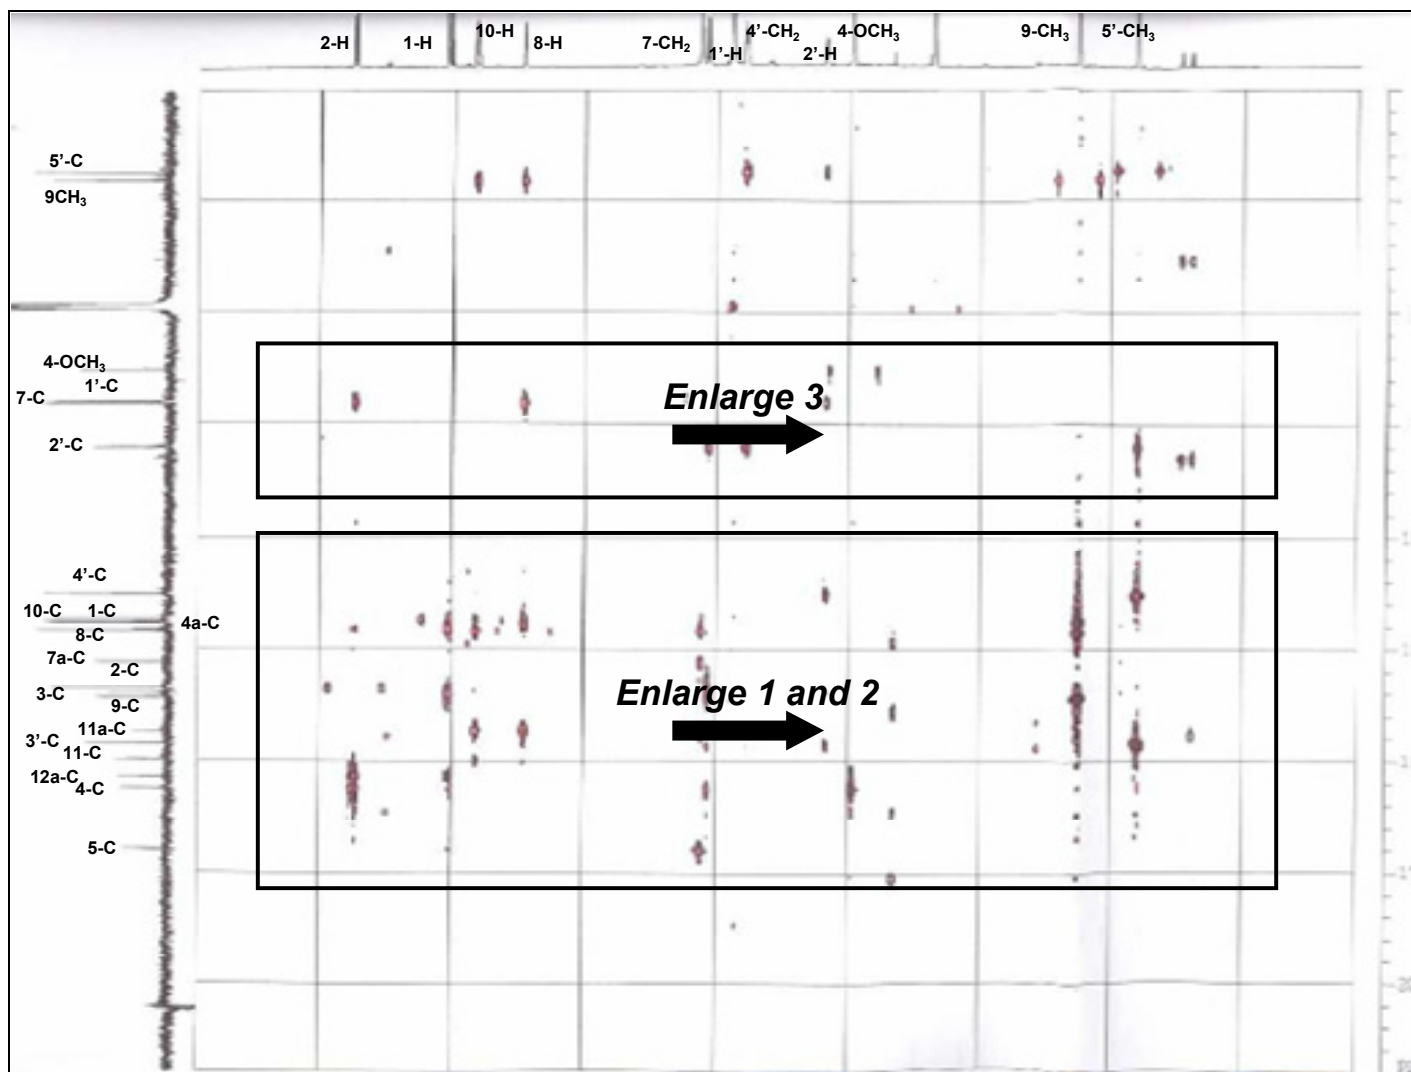 2-H
1-H
10-H
8-H
7-CH₂
1’-H
4’-CH₂
2’-H
4-OCH₃
9-CH₃
5’-CH₃
5’-C
9CH₃
4-OCH₃
1’-C
7-C
2’-C
Enlarge 3
4’-C
10-C
1-C
4a-C
8-C
7a-C
2-C
3-C
9-C
11a-C
3’-C
11-C
12a-C
4-C
5-C
Enlarge 1 and 2